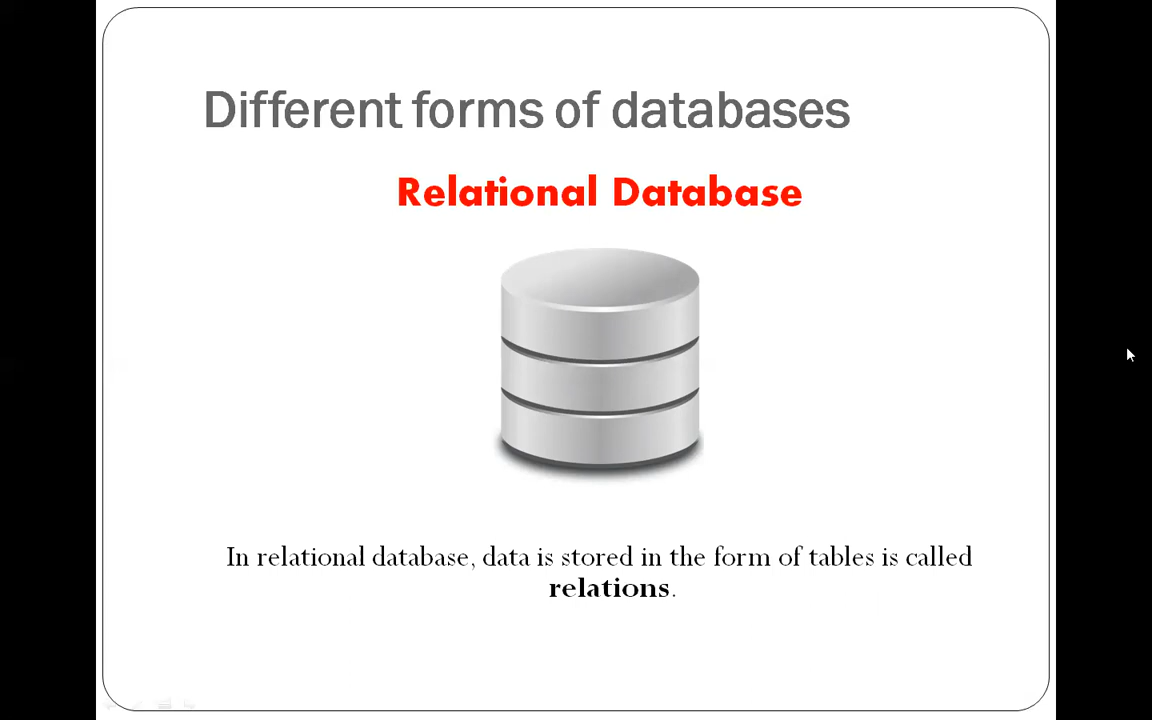 Different forms of databases
Relational Database
In relational database, data is stored in the form of tables is called
relations.